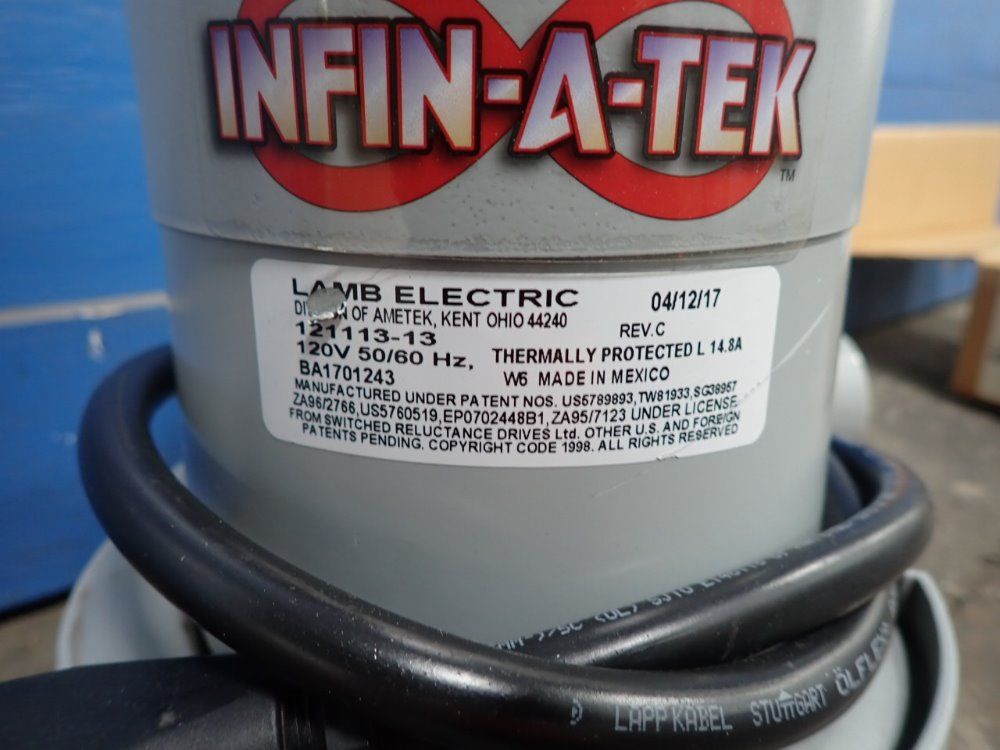 INFIN-A-TEK
TM
LAMB ELECTRIC 04/12/17
OF AMETEK, KENT OHIO 44240 REV.C
121113-13
120V 50/60 Hz, THERMALLY PROTECTED L 14.8A
BA1701243 W6 MADE IN MEXICO
MANUFACTURED UNDER PATENT NOS. US5789893, TW81933, SG38957
ZA96/2766, US5760519, EP0702448B1, ZA95/7123 UNDER LICENSE
FROM SWITCHED RELUCTANCE DRIVES Ltd. OTHER U.S. AND FOREIGN
PATENTS PENDING. COPYRIGHT CODE 1998. ALL RIGHTS RESERVED
LAPP KABEL STUTTGART ÖLFLEX